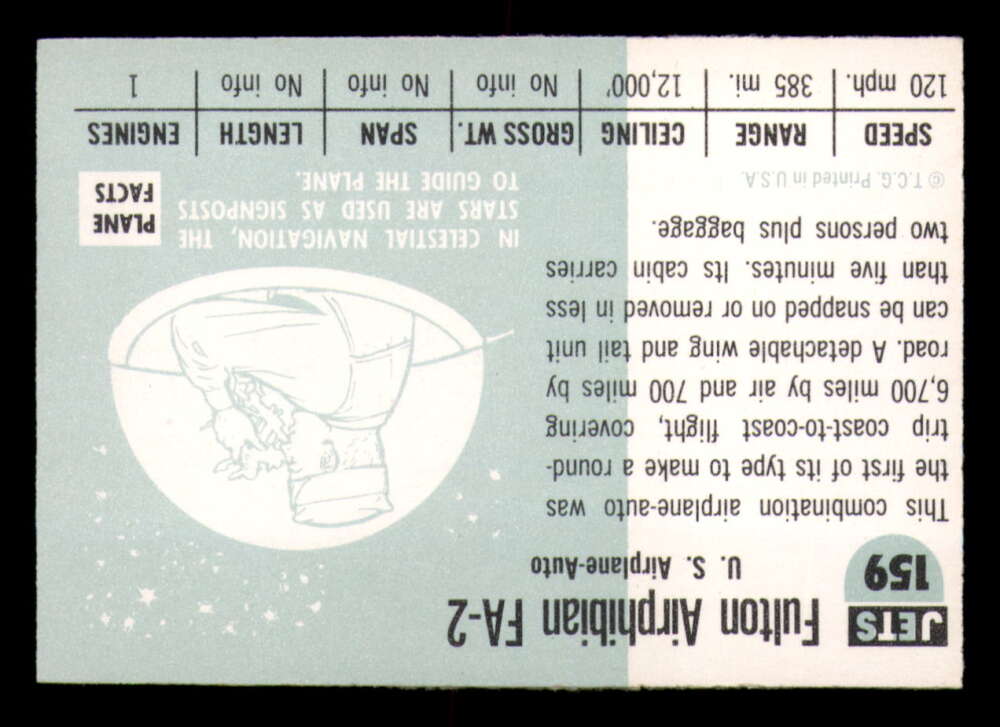 JETS
159
Fulton Airphibian FA-2
U. S. Airplane-Auto
This combination airplane-auto was
the first of its type to make a round-
trip coast-to-coast flight, covering
6,700 miles by air and 700 miles by
road. A detachable wing and tail unit
can be snapped on or removed in less
than five minutes. Its cabin carries
two persons plus baggage.
© T.C.G. Printed in U.S.A.
IN CELESTIAL NAVIGATION, THE
STARS ARE USED AS SIGNPOSTS
TO GUIDE THE PLANE.
PLANE
FACTS
SPEED RANGE CEILING GROSS WT. SPAN LENGTH ENGINES
120 mph. 385 mi. 12,000' No info No info No info 1